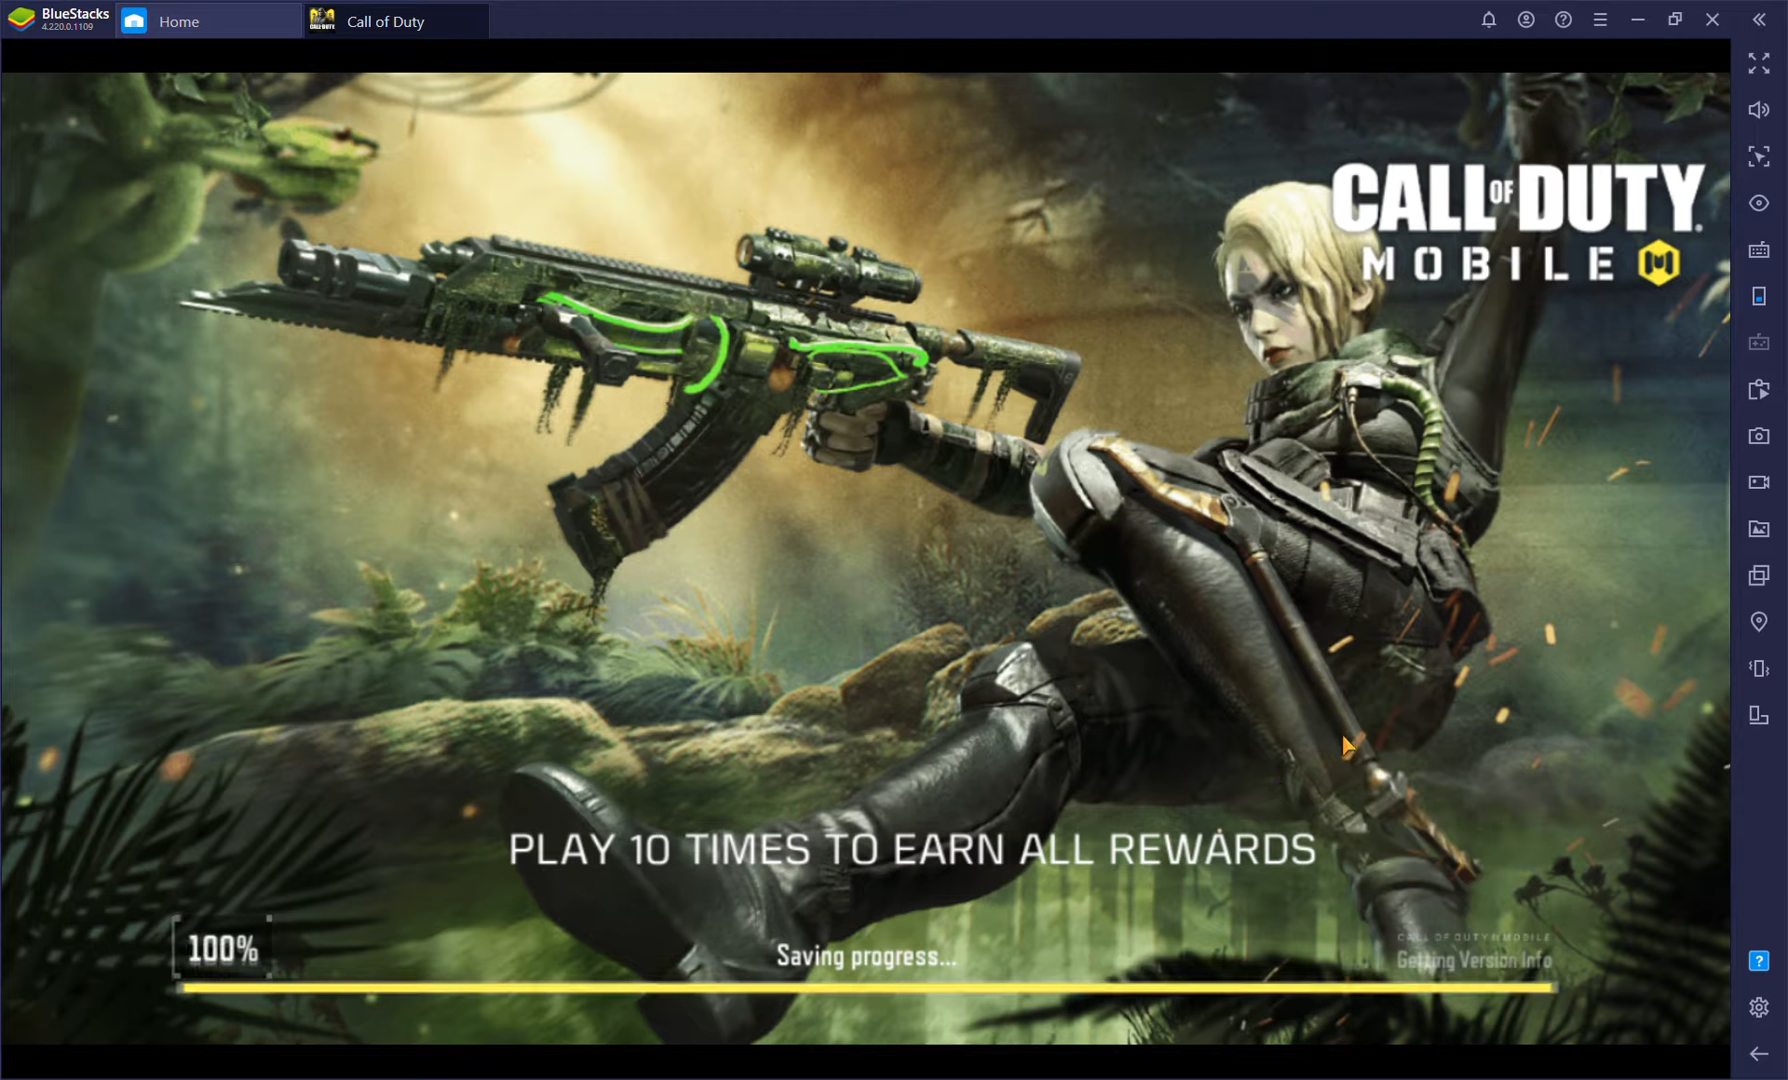 BlueStacks
4.220.0.1109
Home
Call of Duty
CALL OF DUTY
MOBILE
PLAY 10 TIMES TO EARN ALL REWARDS
100%
Saving progress...
CALL OF DUTY MOBILE
Getting Version Info